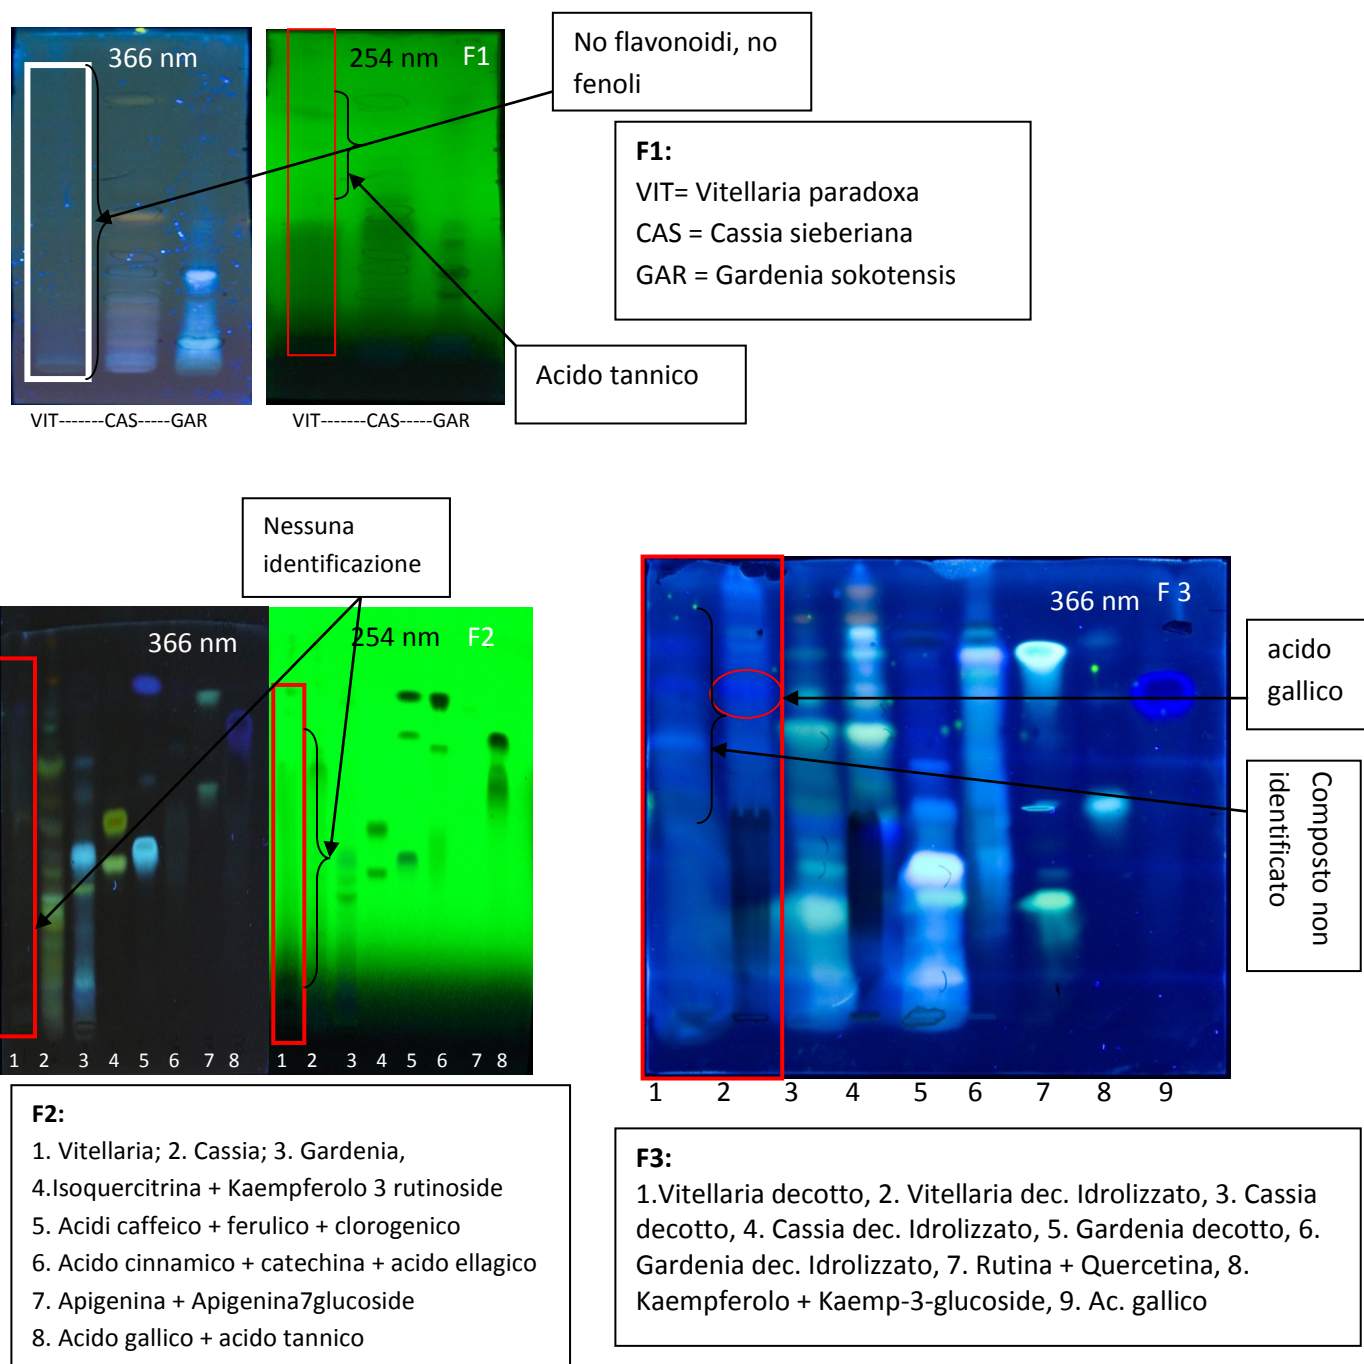 366 nm
254 nm F1
No flavonoidi, no
fenoli
F1:
VIT= Vitellaria paradoxa
CAS = Cassia sieberiana
GAR = Gardenia sokotensis
Acido tannico
VIT-------CAS-----GAR
VIT-------CAS-----GAR
Nessuna
identificazione
366 nm
254 nm F2
366 nm F 3
acido
gallico
Composto non
identificato
1 2 3 4 5 6 7 8
1 2 3 4 5 6 7 8
1 2 3 4 5 6 7 8 9
F2:
1. Vitellaria; 2. Cassia; 3. Gardenia,
4.Isoquercitrina + Kaempferolo 3 rutinoside
5. Acidi caffeico + ferulico + clorogenico
6. Acido cinnamico + catechina + acido ellagico
7. Apigenina + Apigenina7glucoside
8. Acido gallico + acido tannico
F3:
1.Vitellaria decotto, 2. Vitellaria dec. Idrolizzato, 3. Cassia
decotto, 4. Cassia dec. Idrolizzato, 5. Gardenia decotto, 6.
Gardenia dec. Idrolizzato, 7. Rutina + Quercetina, 8.
Kaempferolo + Kaemp-3-glucoside, 9. Ac. gallico